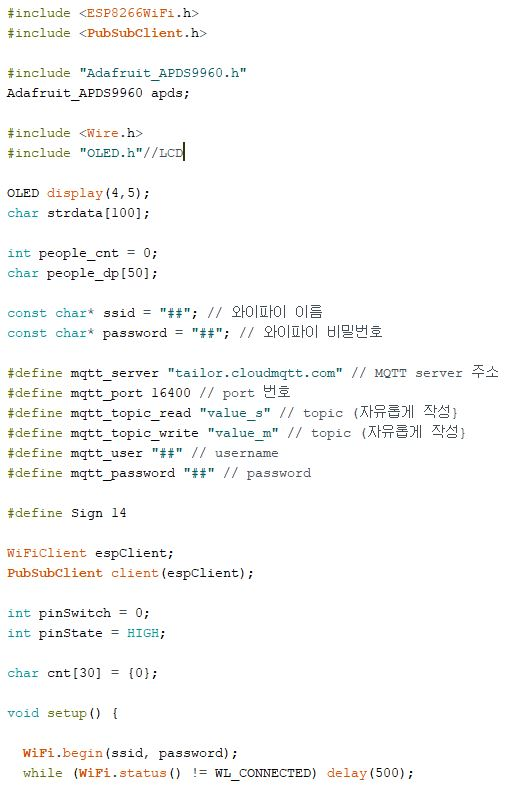 #include <ESP8266WiFi.h>
#include <PubSubClient.h>
#include "Adafruit_APDS9960.h"
Adafruit_APDS9960 apds;
#include <Wire.h>
#include "OLED.h"//LCD
OLED display(4,5);
char strdata[100];
int people_cnt = 0;
char people_dp[50];
const char* ssid = "##"; // 와이파이 이름
const char* password = "##"; // 와이파이 비밀번호
#define mqtt_server "tailor.cloudmqtt.com" // MQTT server 주소
#define mqtt_port 16400 // port 번호
#define mqtt_topic_read "value_s" // topic (자유롭게 작성}
#define mqtt_topic_write "value_m" // topic (자유롭게 작성}
#define mqtt_user "##" // username
#define mqtt_password "##" // password
#define Sign 14
WiFiClient espClient;
PubSubClient client(espClient);
int pinSwitch = 0;
int pinState = HIGH;
char cnt[30] = {0};
void setup() {
WiFi.begin(ssid, password);
while (WiFi.status() != WL_CONNECTED) delay(500);